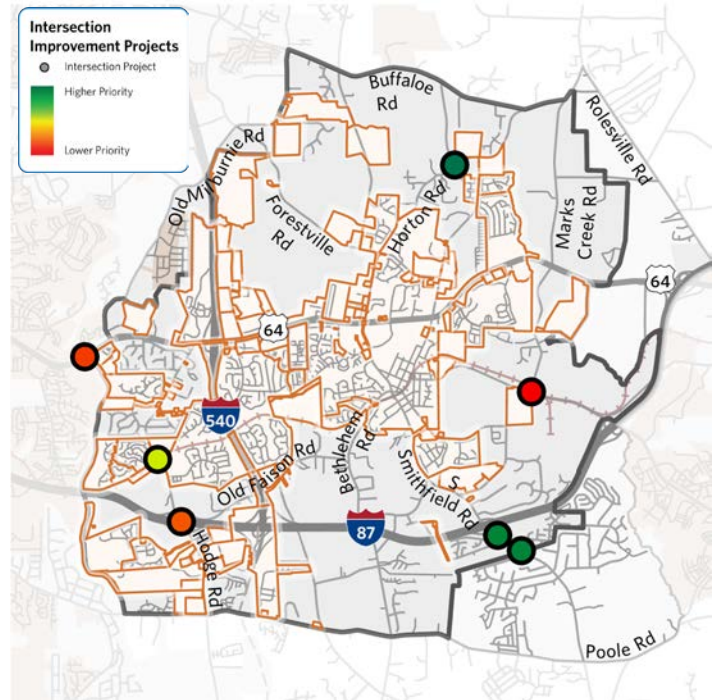 Intersection
Improvement Projects
Intersection Project
Higher Priority
Lower Priority
Buffaloe
Rd
Rolesville Rd
Old Milburnie Rd
Horton Rd
Forestville
Rd
Marks
Creek Rd
64
64
540
Old Faison Rd
Bethlehem
Rd
S
Smithfield Rd
87
Hodge Rd
Poole Rd